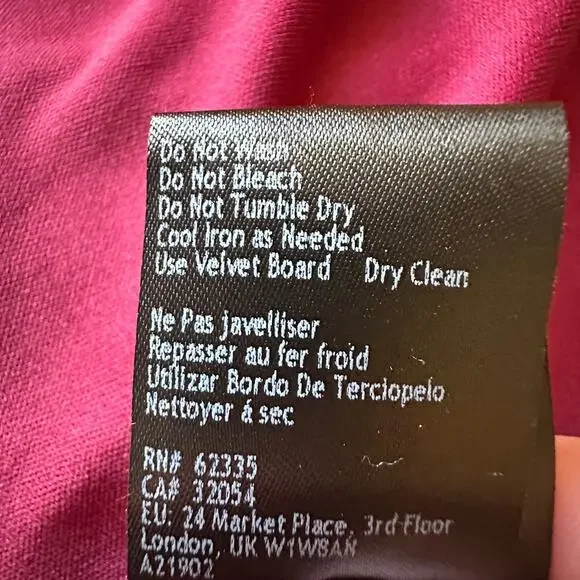 Do Not Wash
Do Not Bleach
Do Not Tumble Dry
Cool Iron as Needed
Use Velvet Board Dry Clean
Ne Pas Javelliser
Repasser au fer froid
Utilizar Bordo De Terciopelo
Nettoyer á sec
RN# 62335
CA# 32054
EU: 24 Market Place, 3rd Floor
London, UK W1W8AN
A21902